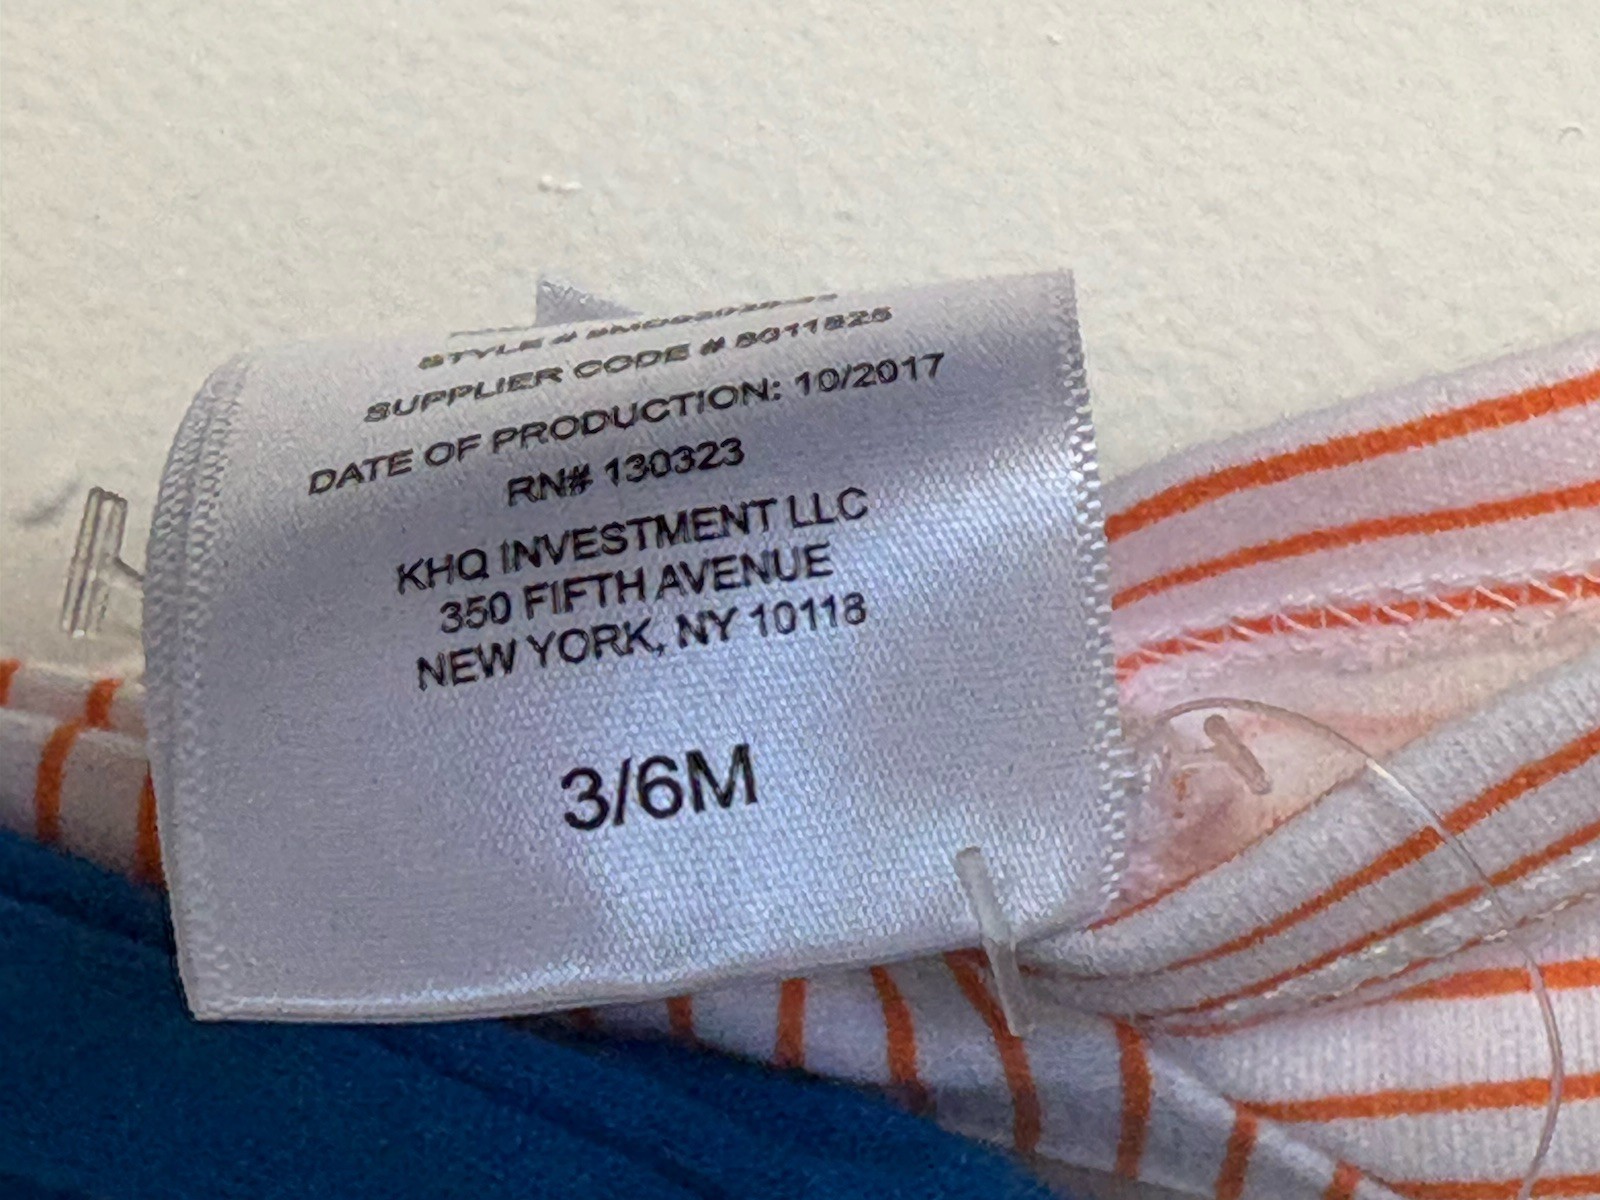 STYLE #
SUPPLIER CODE # 8011825
DATE OF PRODUCTION: 10/2017
RN# 130323
KHQ INVESTMENT LLC
350 FIFTH AVENUE
NEW YORK, NY 10118
3/6M